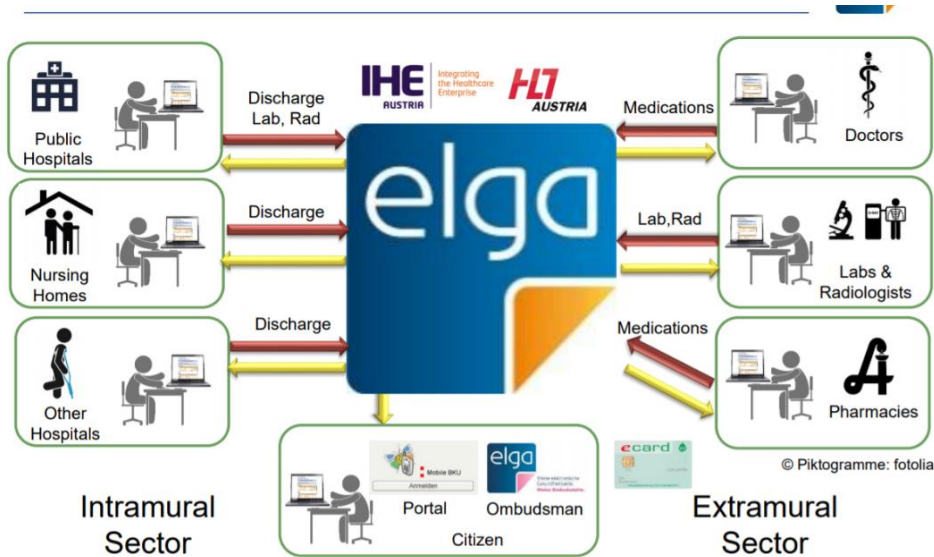 IHE
AUSTRIA
Integrating
the Healthcare
Enterprise
HL7
AUSTRIA
Public
Hospitals
Discharge
Lab, Rad
elga
Medications
Doctors
Nursing
Homes
Discharge
Lab,Rad
Labs &
Radiologists
Other
Hospitals
Discharge
Medications
Pharmacies
© Piktogramme: fotolia
Intramural
Sector
Mobile BKU
Anmelden
Portal
elga
Ombudsman
Citizen
ecard
Extramural
Sector